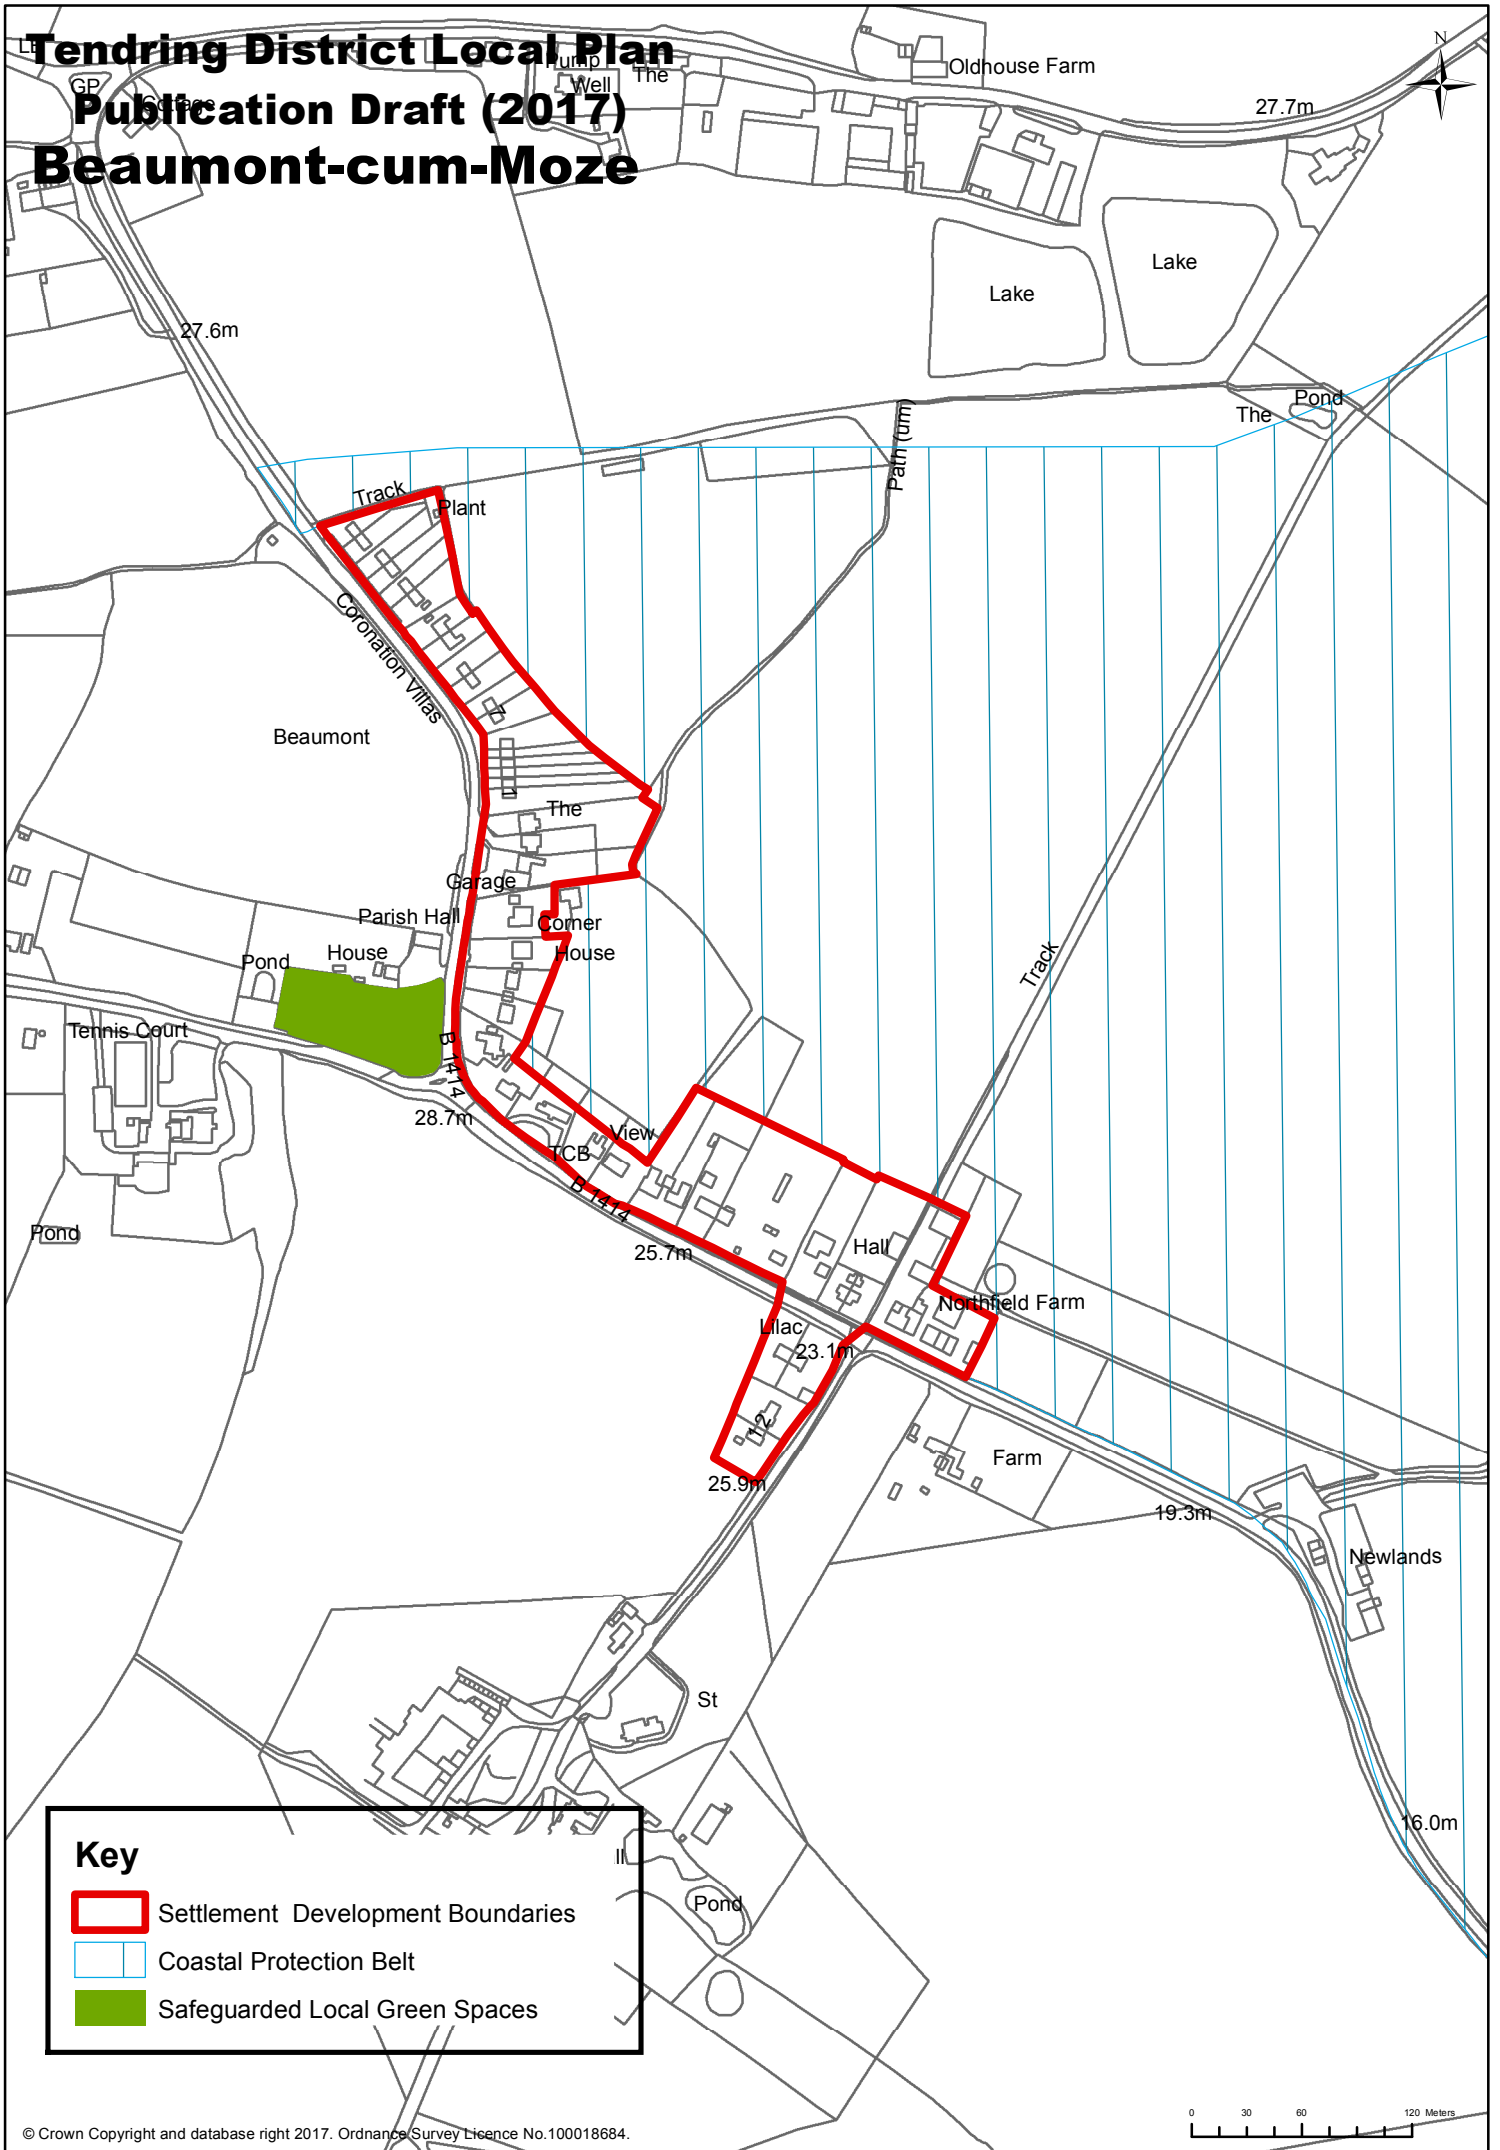 Tendring District Local Plan
Publication Draft (2017)
Beaumont-cum-Moze
GP
Cottage
Pump
Well
The
Oldhouse Farm
27.7m
N
Lake
Lake
27.6m
The
Pond
Path (um)
Track
Plant
Coronation Villas
7
Beaumont
1
The
Garage
Parish Hall
Corner
House
House
Pond
Tennis Court
B 1414
28.7m
Track
View
TCB
B 1414
Pond
25.7m
Hall
Northfield Farm
Lilac
23.1m
12
25.9m
Farm
19.3m
Newlands
St
16.0m
Pond
Key
Settlement Development Boundaries
Coastal Protection Belt
Safeguarded Local Green Spaces
0 30 60 120 Meters
© Crown Copyright and database right 2017. Ordnance Survey Licence No.100018684.